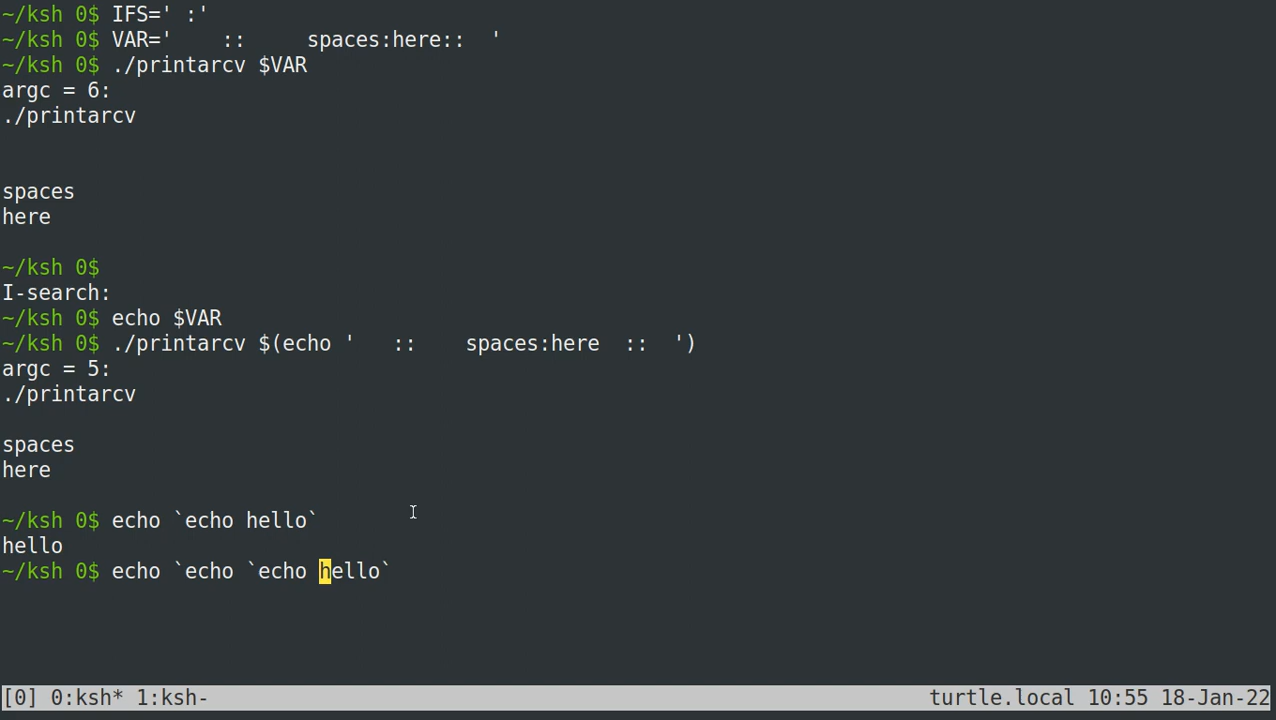 ~/ksh 0$ IFS=' :'
~/ksh 0$ VAR='    ::     spaces:here::  '
~/ksh 0$ ./printarcv $VAR
argc = 6:
./printarcv
spaces
here
~/ksh 0$
I-search:
~/ksh 0$ echo $VAR
~/ksh 0$ ./printarcv $(echo '   ::    spaces:here  ::  ')
argc = 5:
./printarcv
spaces
here
~/ksh 0$ echo `echo hello`
hello
~/ksh 0$ echo `echo `echo hello`
[0] 0:ksh* 1:ksh- turtle.local 10:55 18-Jan-22